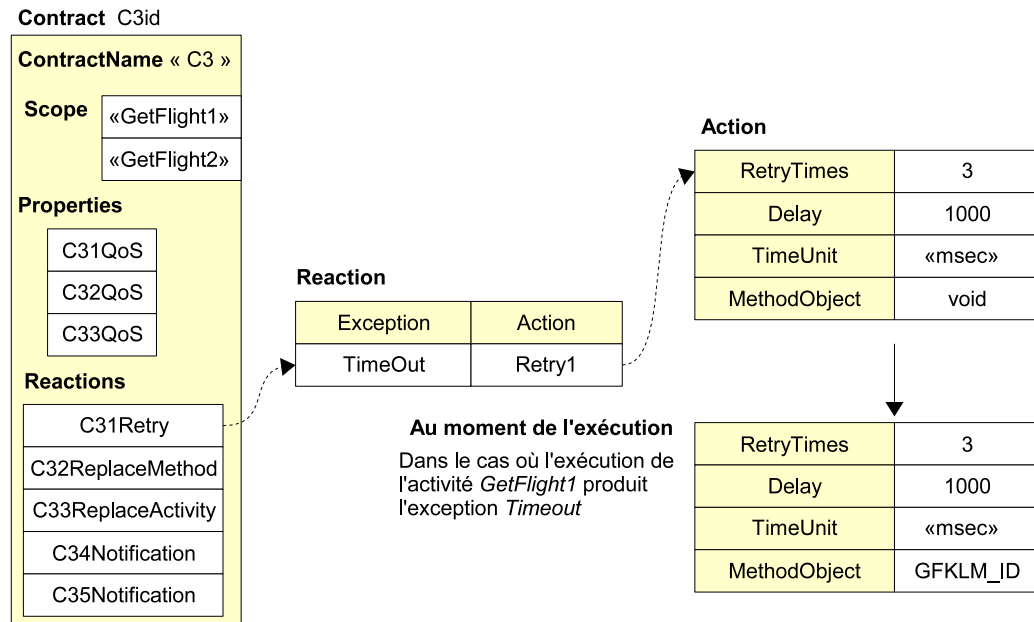 Contract C3id
ContractName « C3 »
Scope
«GetFlight1»
«GetFlight2»
Properties
C31QoS
C32QoS
C33QoS
Reactions
C31Retry
C32ReplaceMethod
C33ReplaceActivity
C34Notification
C35Notification
Reaction
Exception Action
TimeOut Retry1
Action
RetryTimes 3
Delay 1000
TimeUnit «msec»
MethodObject void
Au moment de l'exécution
Dans le cas où l'exécution de
l'activité GetFlight1 produit
l'exception Timeout
RetryTimes 3
Delay 1000
TimeUnit «msec»
MethodObject GFKLM_ID